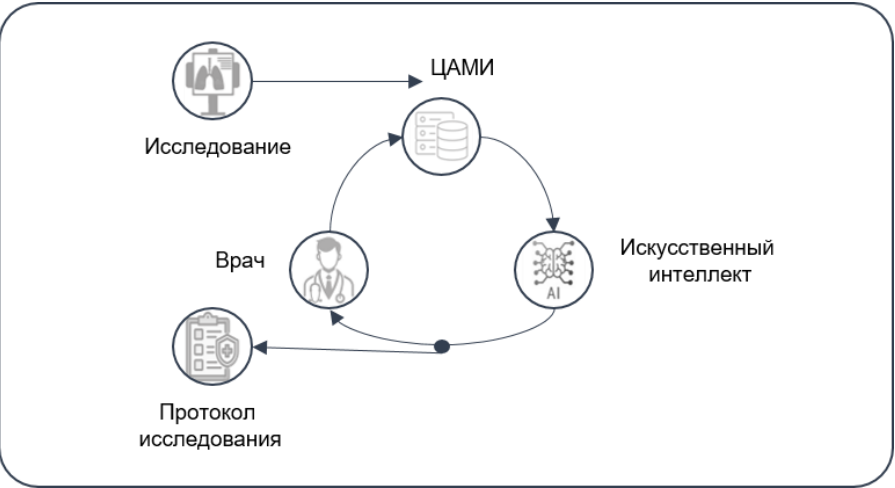 ЦАМИ
Исследование
Врач
Искусственный
интеллект
AI
Протокол
исследования